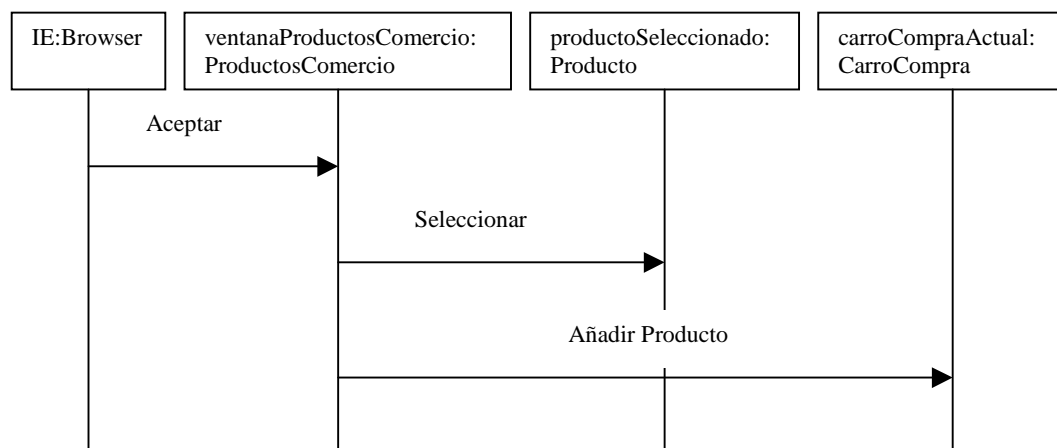 IE:Browser
ventanaProductosComercio:
ProductosComercio
productoSeleccionado:
Producto
carroCompraActual:
CarroCompra
Aceptar
Seleccionar
Añadir Producto